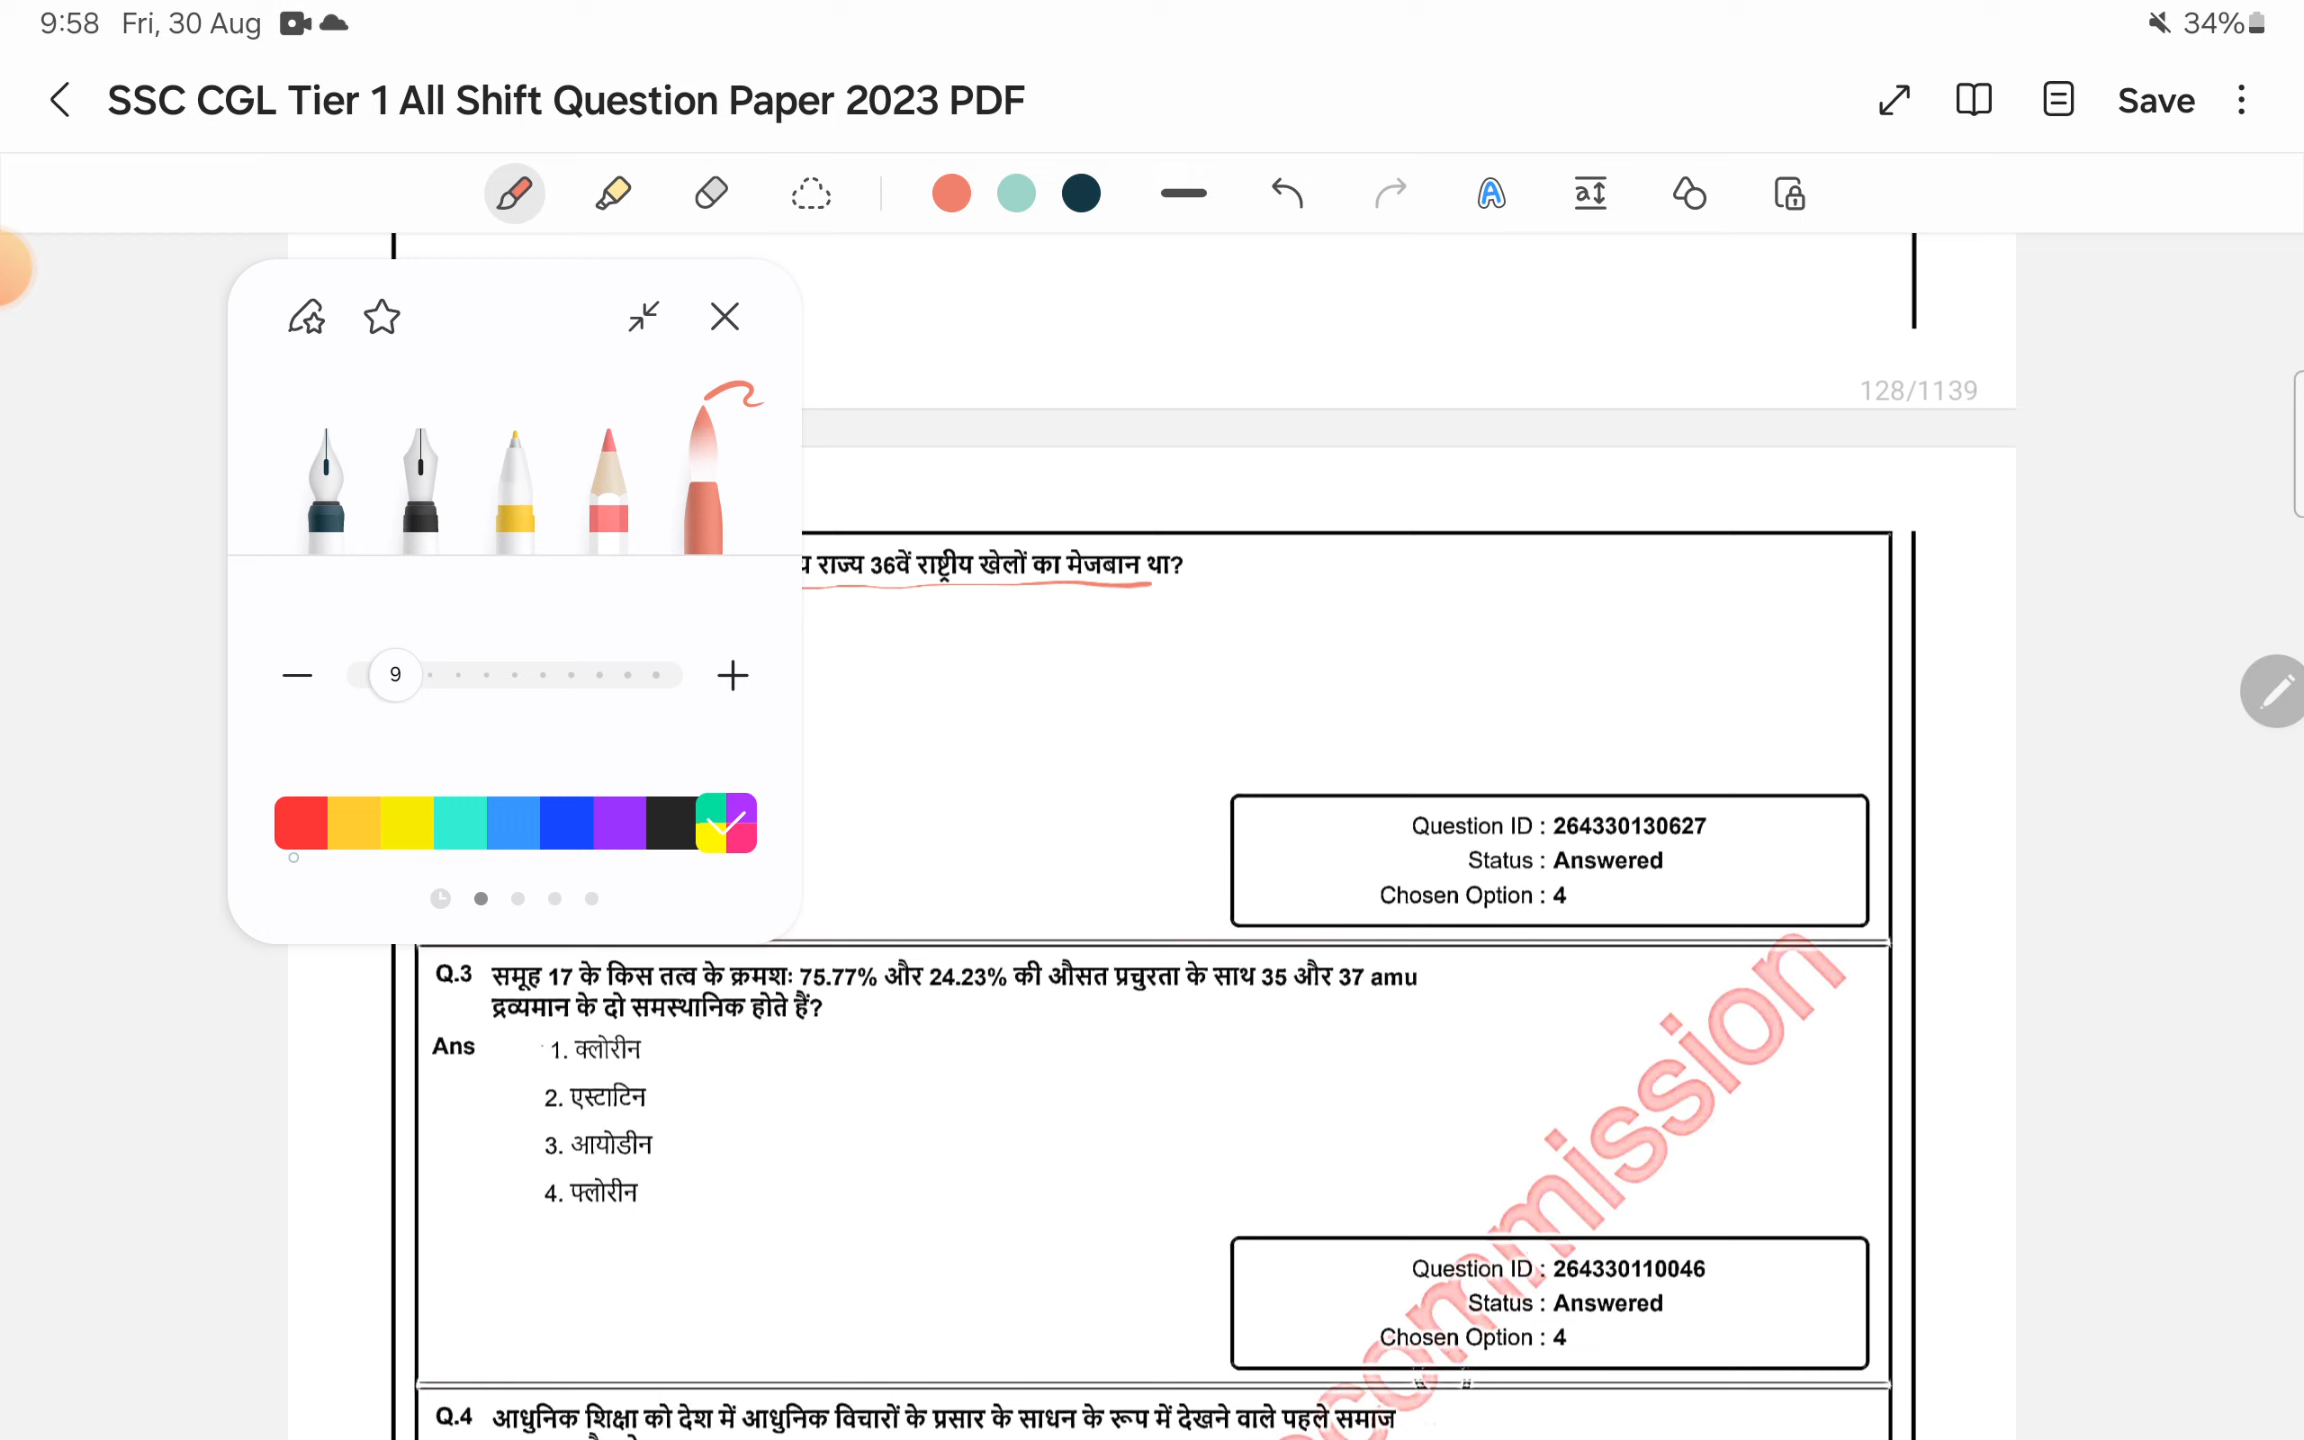 9:58 Fri, 30 Aug 34%
SSC CGL Tier 1 All Shift Question Paper 2023 PDF Save
A a
128/1139
राज्य 36वें राष्ट्रीय खेलों का मेजबान था?
9
Question ID : 264330130627
Status : Answered
Chosen Option : 4
Q.3 समूह 17 के किस तत्व के क्रमशः 75.77% और 24.23% की औसत प्रचुरता के साथ 35 और 37 amu
द्रव्यमान के दो समस्थानिक होते हैं?
Ans 1. क्लोरीन
2. एस्टाटिन
3. आयोडीन
4. फ्लोरीन
Question ID : 264330110046
Status : Answered
Chosen Option : 4
commission
Q.4 आधुनिक शिक्षा को देश में आधुनिक विचारों के प्रसार के साधन के रूप में देखने वाले पहले समाज